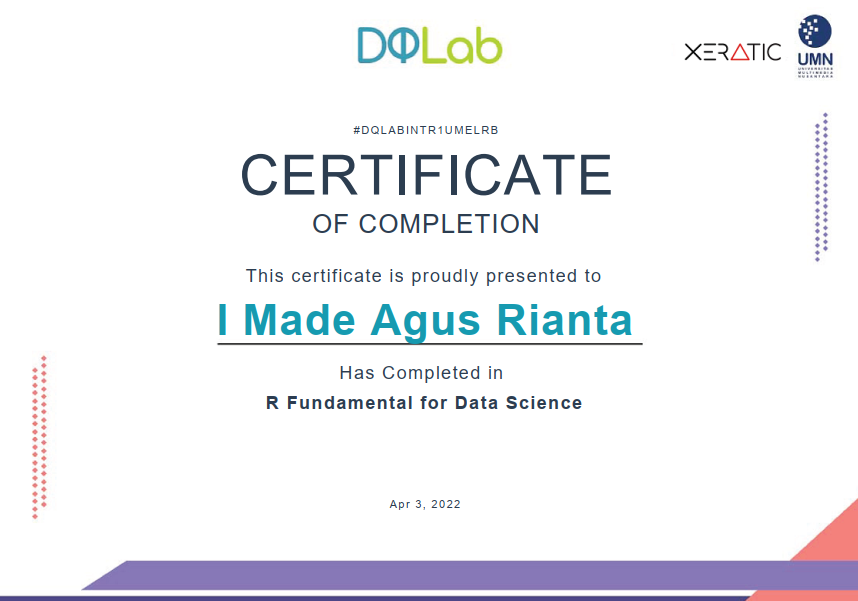 DQLab
XERATIC
UMN
UNIVERSITAS
MULTIMEDIA
NUSANTARA
#DQLABINTR1UMELRB
CERTIFICATE
OF COMPLETION
This certificate is proudly presented to
I Made Agus Rianta
Has Completed in
R Fundamental for Data Science
Apr 3, 2022